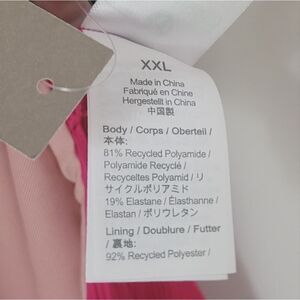 XXL
Made in China
Fabriqué en Chine
Hergestellt in China
中国製
Body / Corps / Oberteil /
本体:
81% Recycled Polyamide /
Polyamide Recyclé /
Recyceltes Polyamid / リ
サイクルポリアミド
19% Elastane / Élasthanne /
Elastan / ポリウレタン
Lining / Doublure / Futter
/ 裏地:
92% Recycled Polyester /